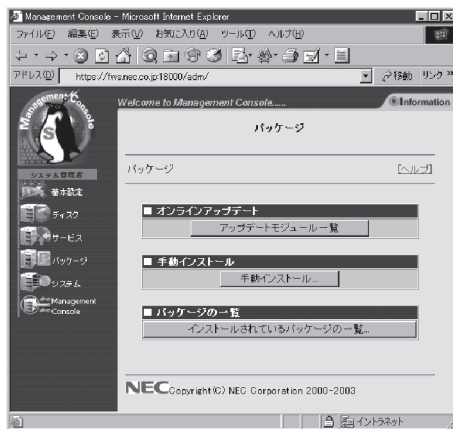 Management Console - Microsoft Internet Explorer
ファイル(F) 編集(E) 表示(V) お気に入り(A) ツール(T) ヘルプ(H)
アドレス(D) https://fws.nec.co.jp:18000/adm/ 移動 リンク »
Management Console
S
Welcome to Management Console......
Information
パッケージ
パッケージ [ヘルプ]
システム管理者
基本設定
ディスク
サービス
パッケージ
システム
Management Console
■ オンラインアップデート
アップデートモジュール一覧
■ 手動インストール
手動インストール...
■ パッケージの一覧
インストールされているパッケージの一覧...
NEC Copyright(C) NEC Corporation 2000-2003
イントラネット